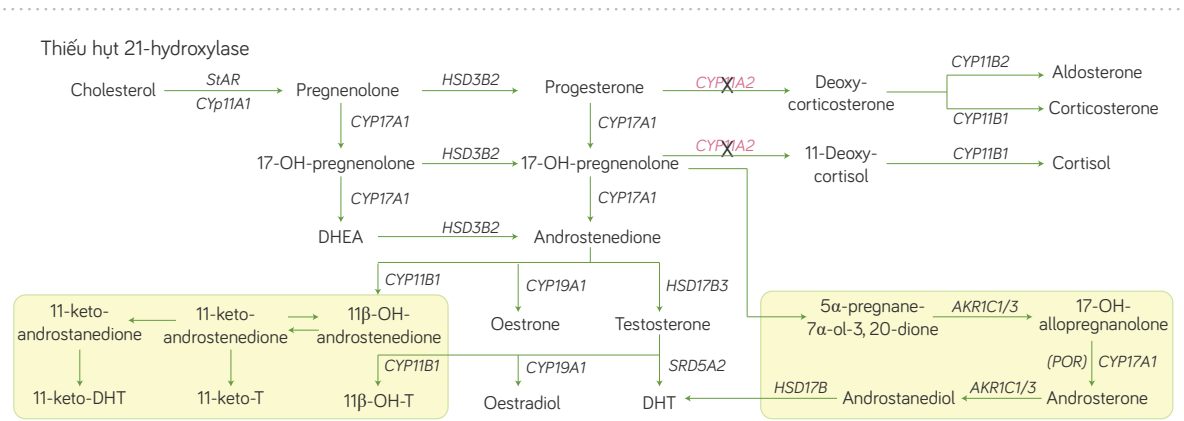 Thiếu hụt 21-hydroxylase
Cholesterol
StAR
CYp11A1
Pregnenolone
HSD3B2
Progesterone
CYP11A2
Deoxy-
corticosterone
CYP11B2
Aldosterone
CYP11B1
Corticosterone
CYP17A1
CYP17A1
17-OH-pregnenolone
HSD3B2
17-OH-pregnenolone
CYP11A2
11-Deoxy-
cortisol
CYP11B1
Cortisol
CYP17A1
CYP17A1
DHEA
HSD3B2
Androstenedione
CYP11B1
CYP19A1
HSD17B3
11-keto-
androstanedione
11-keto-
androstenedione
11β-OH-
androstenedione
Oestrone
Testosterone
5α-pregnane-
7α-ol-3, 20-dione
AKR1C1/3
17-OH-
allopregnanolone
CYP11B1
CYP19A1
SRD5A2
(POR)
CYP17A1
11-keto-DHT
11-keto-T
11β-OH-T
Oestradiol
DHT
HSD17B
Androstanediol
AKR1C1/3
Androsterone